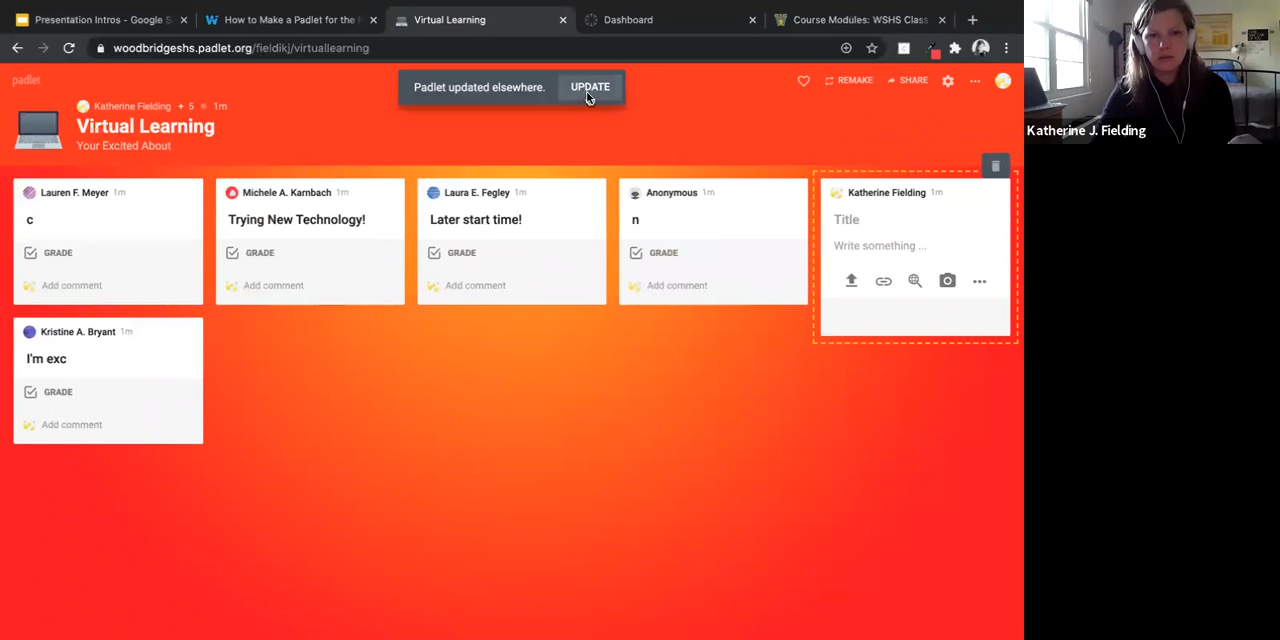 Presentation Intros - Google S
How to Make a Padlet for the
Virtual Learning
Dashboard
Course Modules: WSHS Class
woodbridgeshs.padlet.org/fieldikj/virtuallearning
padlet
Padlet updated elsewhere. UPDATE
REMAKE SHARE
Katherine Fielding + 5 1m
Virtual Learning
Your Excited About
Lauren F. Meyer 1m
c
GRADE
Add comment
Michele A. Karnbach 1m
Trying New Technology!
GRADE
Add comment
Laura E. Fegley 1m
Later start time!
GRADE
Add comment
Anonymous 1m
n
GRADE
Add comment
Katherine Fielding 1m
Title
Write something ...
Kristine A. Bryant 1m
I'm exc
GRADE
Add comment
Katherine J. Fielding